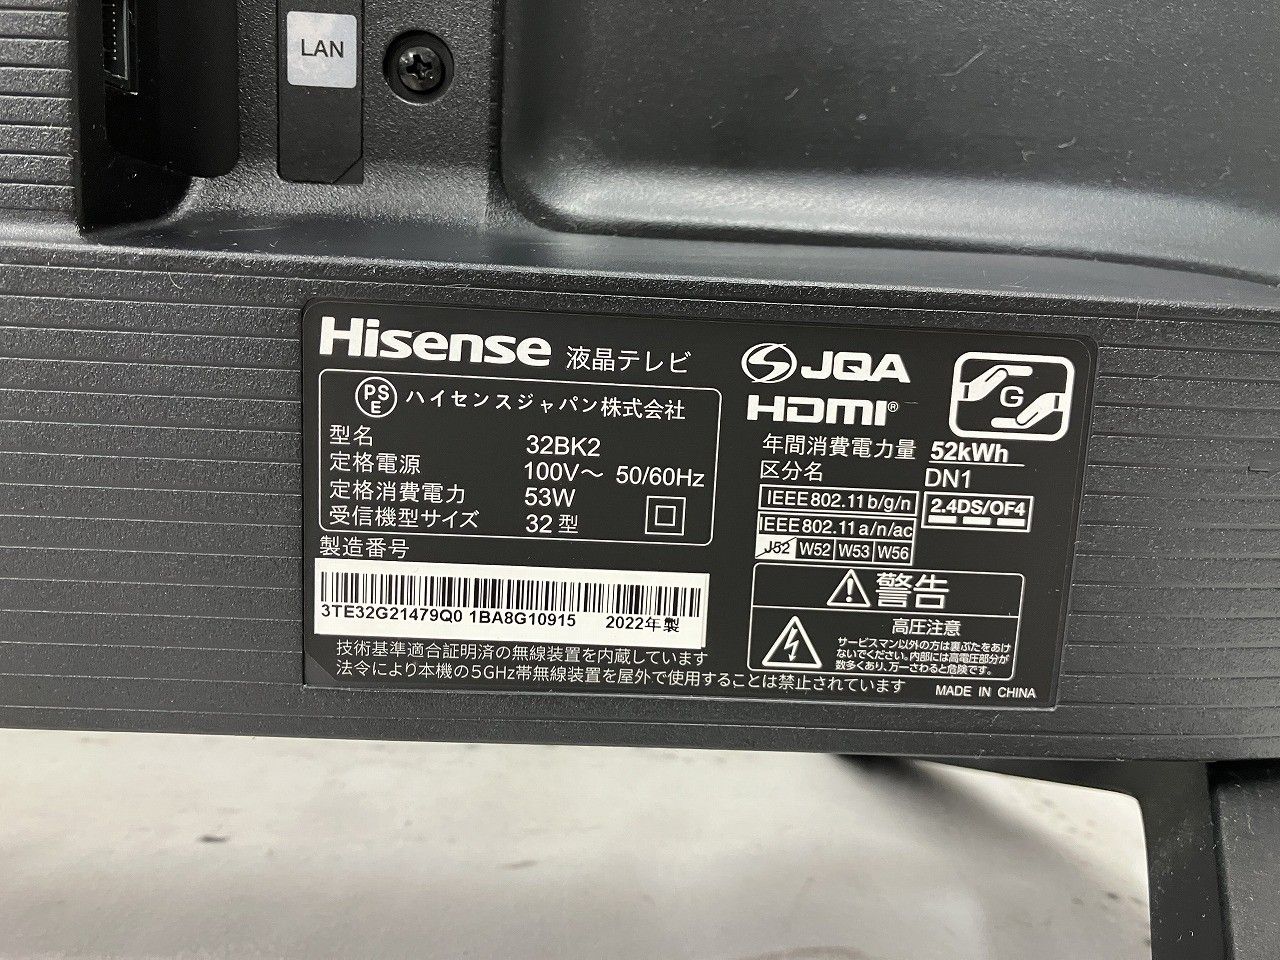 LAN
Hisense 液晶テレビ
PS
E ハイセンスジャパン株式会社
型名 32BK2
定格電源 100V～ 50/60Hz
定格消費電力 53W
受信機型サイズ 32型
製造番号
3TE32G21479Q0 1BA8G10915 2022年製
技術基準適合証明済の無線装置を内蔵しています
法令により本機の5GHz帯無線装置を屋外で使用することは禁止されています
JQA
HDMI®
G
年間消費電力量 52kWh
区分名 DN1
IEEE802.11b/g/n
IEEE802.11a/n/ac
J52 W52 W53 W56
2.4DS/OF4
警告
高圧注意
サービスマン以外の方は裏ぶたをあけ
ないでください。内部には高電圧部分が
数多くあり、万一さわると危険です。
MADE IN CHINA